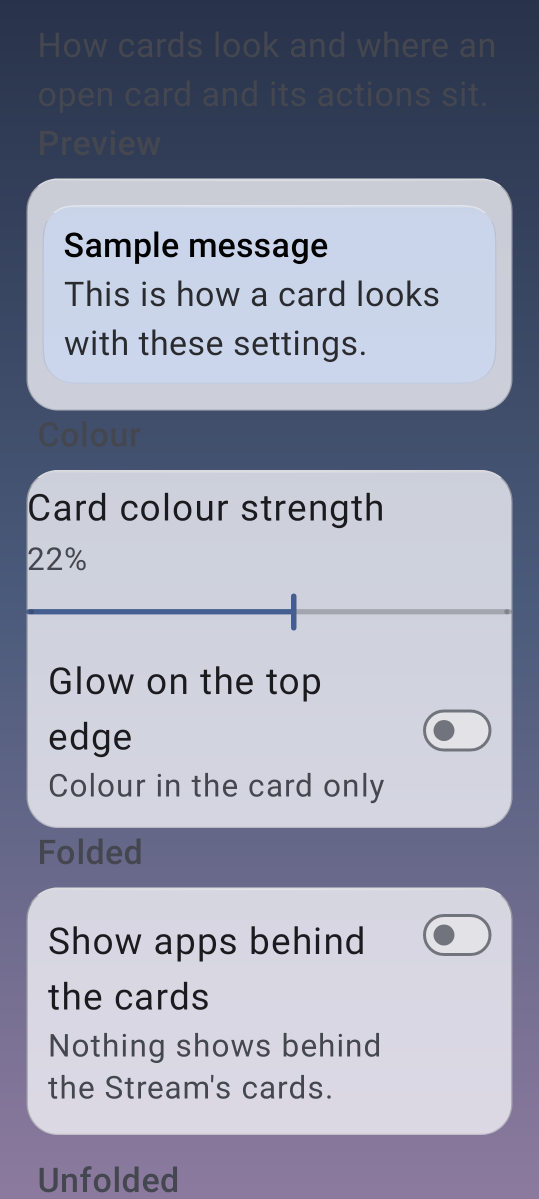 How cards look and where an
open card and its actions sit.
Preview
Sample message
This is how a card looks
with these settings.
Colour
Card colour strength
22%
Glow on the top
edge
Colour in the card only
Folded
Show apps behind
the cards
Nothing shows behind
the Stream's cards.
Unfolded